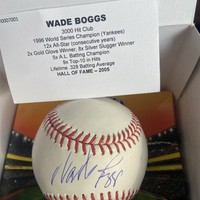 WADE BOGGS
3000 Hit Club
1996 World Series Champion (Yankees)
12x All-Star (consecutive years)
2x Gold Glove Winner, 8x Silver Slugger Winner
5x A.L. Batting Champion
9x Top-10 in Hits
Lifetime .328 Batting Average
HALL OF FAME - 2005
Wade Boggs